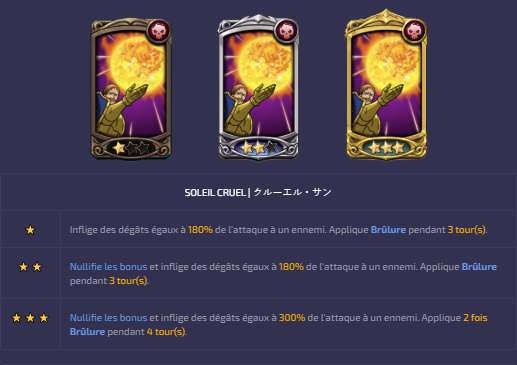 SOLEIL CRUEL | クルーエル・サン
Inflige des dégâts égaux à 180% de l'attaque à un ennemi. Applique Brûlure pendant 3 tour(s).
Nullifie les bonus et inflige des dégâts égaux à 180% de l'attaque à un ennemi. Applique Brûlure
pendant 3 tour(s).
Nullifie les bonus et inflige des dégâts égaux à 300% de l'attaque à un ennemi. Applique 2 fois
Brûlure pendant 4 tour(s).